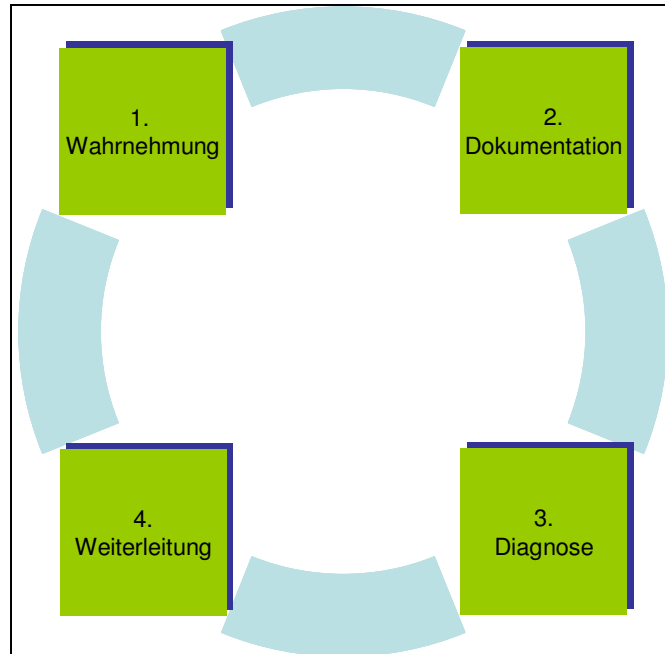 1.
Wahrnehmung
2.
Dokumentation
4.
Weiterleitung
3.
Diagnose